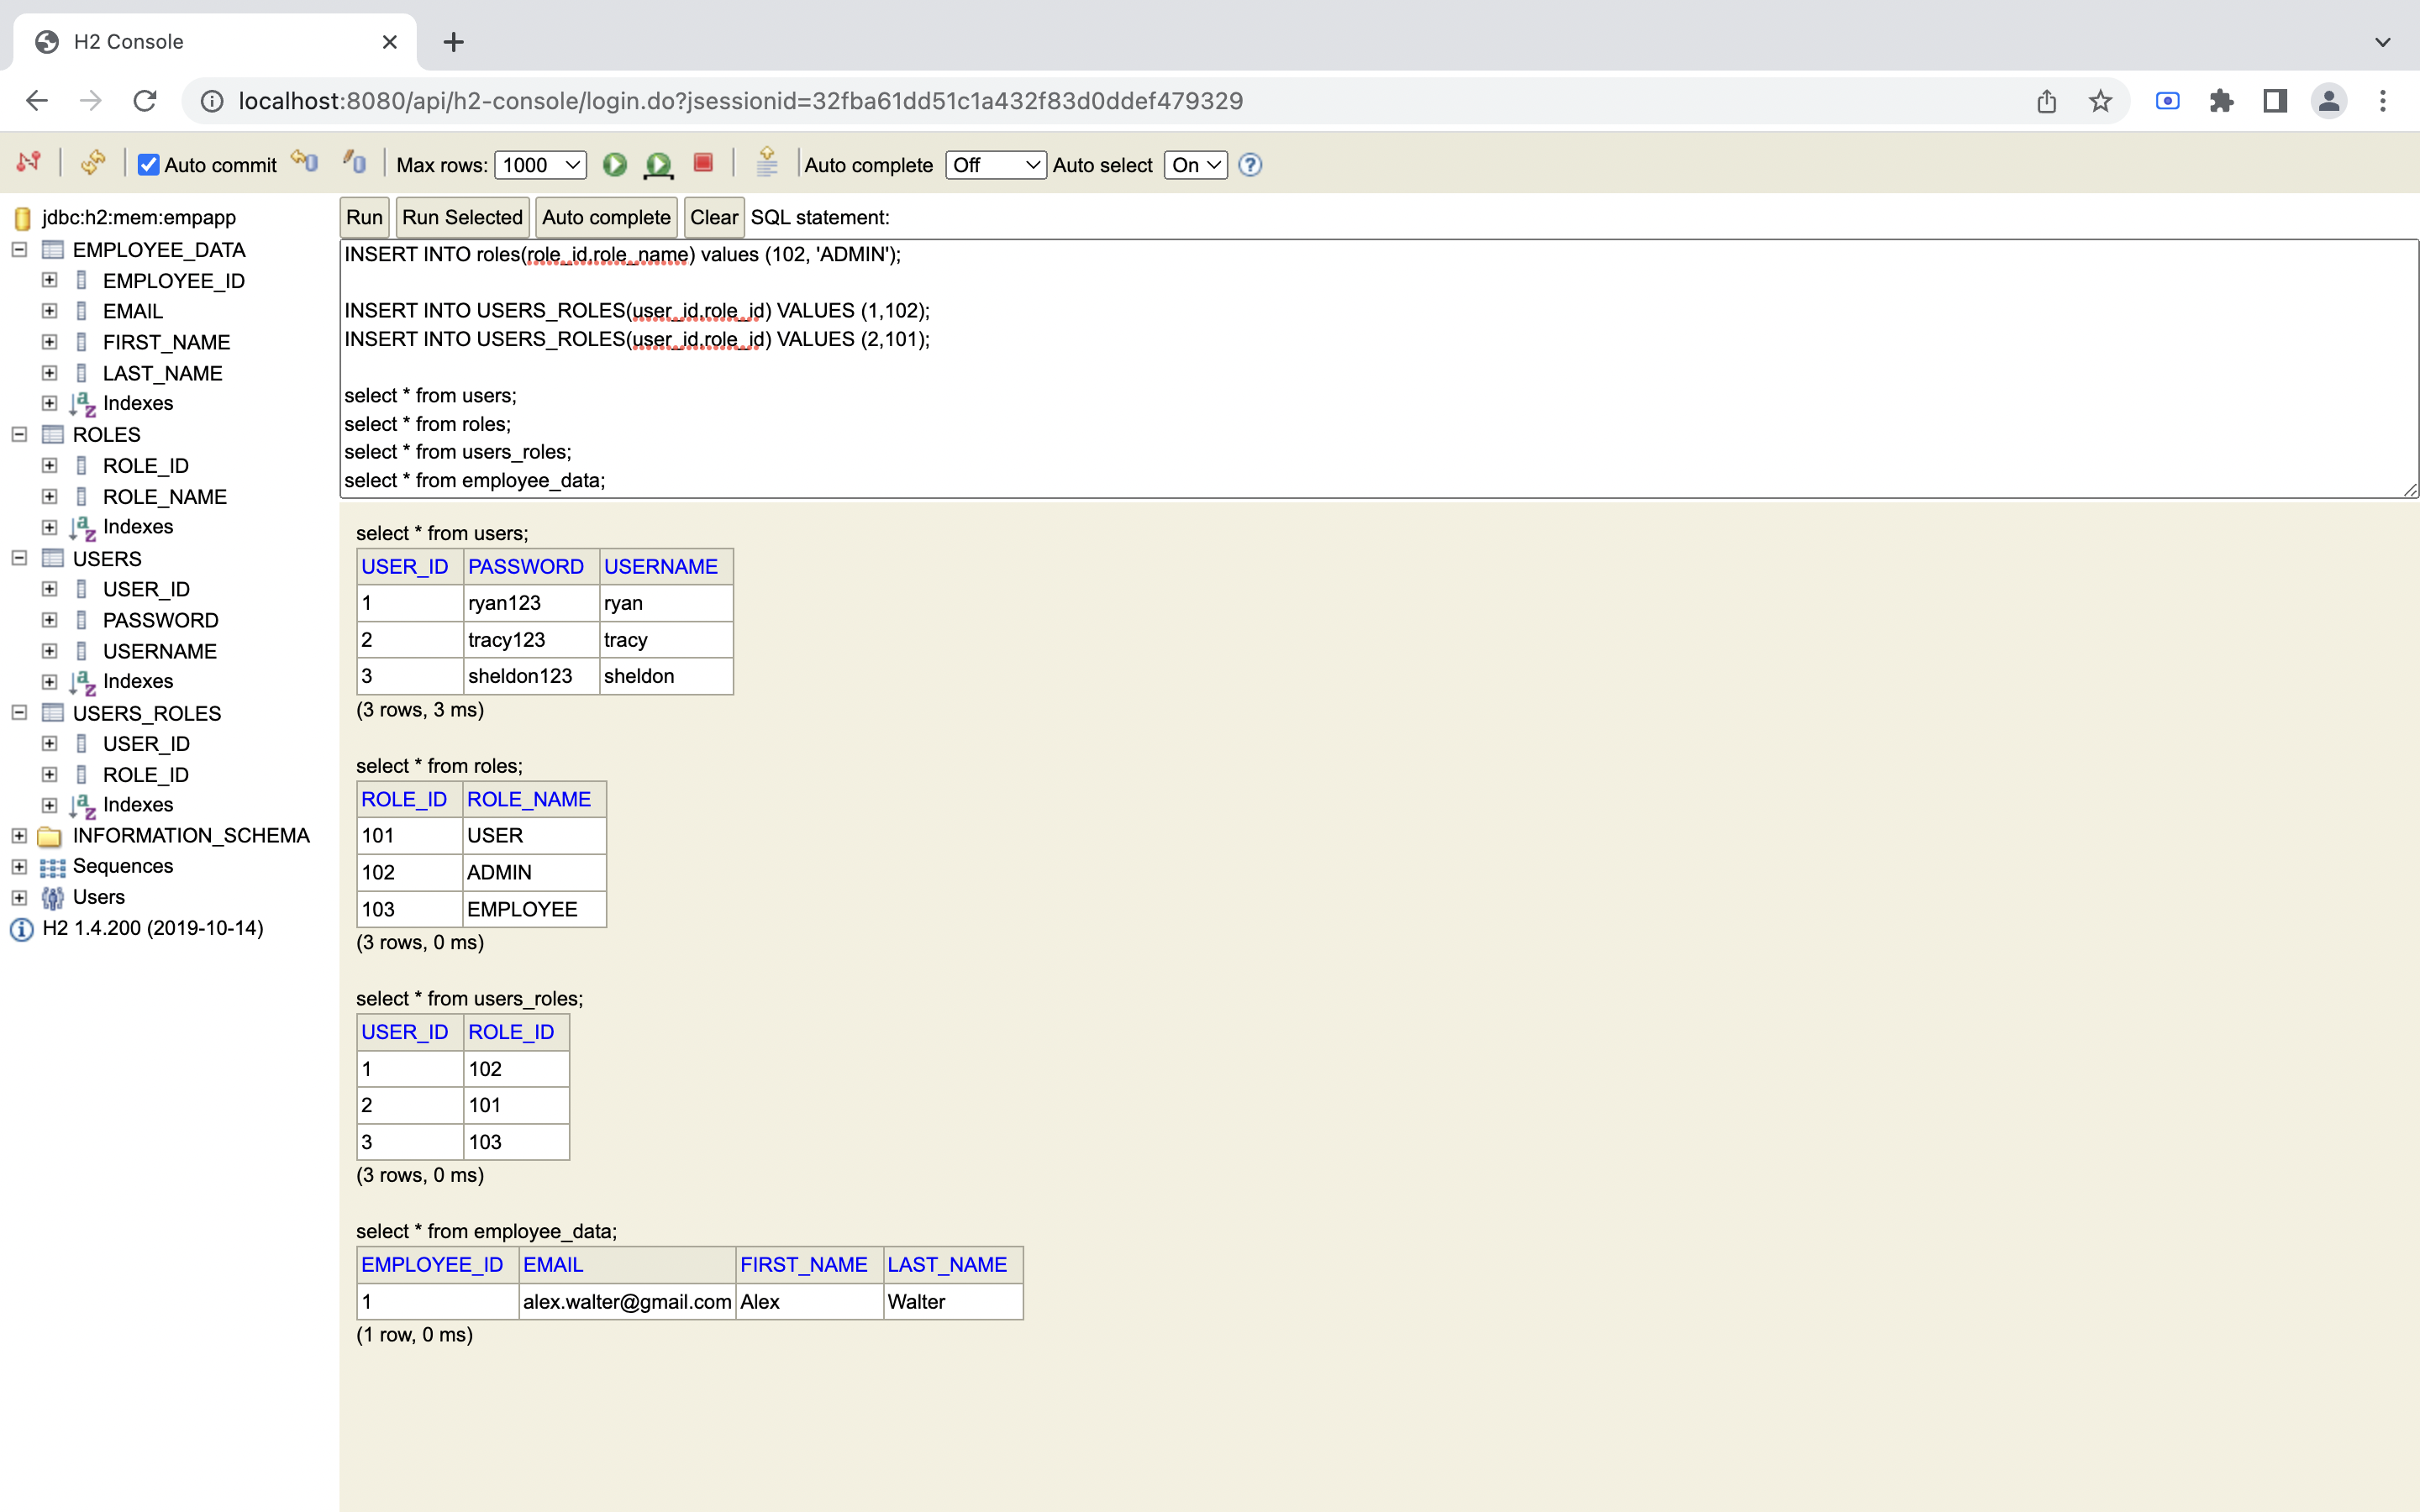 H2 Console
localhost:8080/api/h2-console/login.do?jsessionid=32fba61dd51c1a432f83d0ddef479329
Auto commit Max rows: 1000 Auto complete Off Auto select On
jdbc:h2:mem:empapp
EMPLOYEE_DATA
EMPLOYEE_ID
EMAIL
FIRST_NAME
LAST_NAME
Indexes
ROLES
ROLE_ID
ROLE_NAME
Indexes
USERS
USER_ID
PASSWORD
USERNAME
Indexes
USERS_ROLES
USER_ID
ROLE_ID
Indexes
INFORMATION_SCHEMA
Sequences
Users
H2 1.4.200 (2019-10-14)
Run Run Selected Auto complete Clear SQL statement:
INSERT INTO roles(role_id,role_name) values (102, 'ADMIN');
INSERT INTO USERS_ROLES(user_id,role_id) VALUES (1,102);
INSERT INTO USERS_ROLES(user_id,role_id) VALUES (2,101);
select * from users;
select * from roles;
select * from users_roles;
select * from employee_data;
select * from users;
USER_ID PASSWORD USERNAME
1 ryan123 ryan
2 tracy123 tracy
3 sheldon123 sheldon
(3 rows, 3 ms)
select * from roles;
ROLE_ID ROLE_NAME
101 USER
102 ADMIN
103 EMPLOYEE
(3 rows, 0 ms)
select * from users_roles;
USER_ID ROLE_ID
1 102
2 101
3 103
(3 rows, 0 ms)
select * from employee_data;
EMPLOYEE_ID EMAIL FIRST_NAME LAST_NAME
1 alex.walter@gmail.com Alex Walter
(1 row, 0 ms)